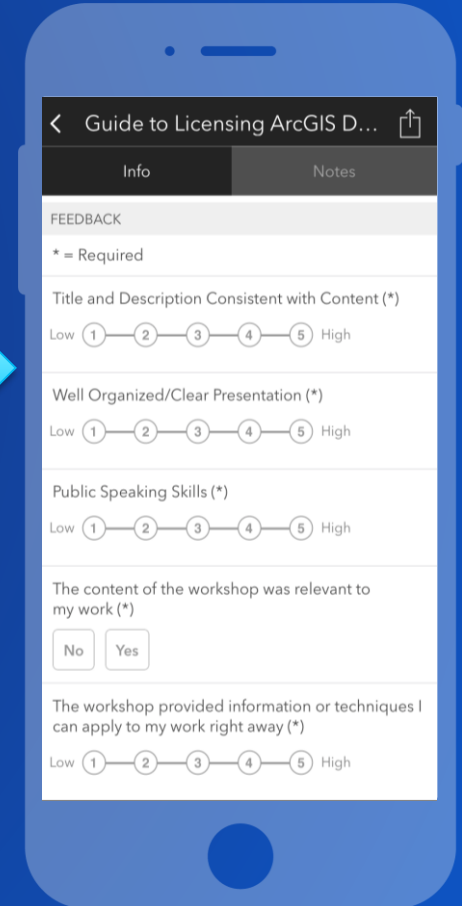 Guide to Licensing ArcGIS D...
Info Notes
FEEDBACK
* = Required
Title and Description Consistent with Content (*)
Low 1 2 3 4 5 High
Well Organized/Clear Presentation (*)
Low 1 2 3 4 5 High
Public Speaking Skills (*)
Low 1 2 3 4 5 High
The content of the workshop was relevant to
my work (*)
No Yes
The workshop provided information or techniques I
can apply to my work right away (*)
Low 1 2 3 4 5 High